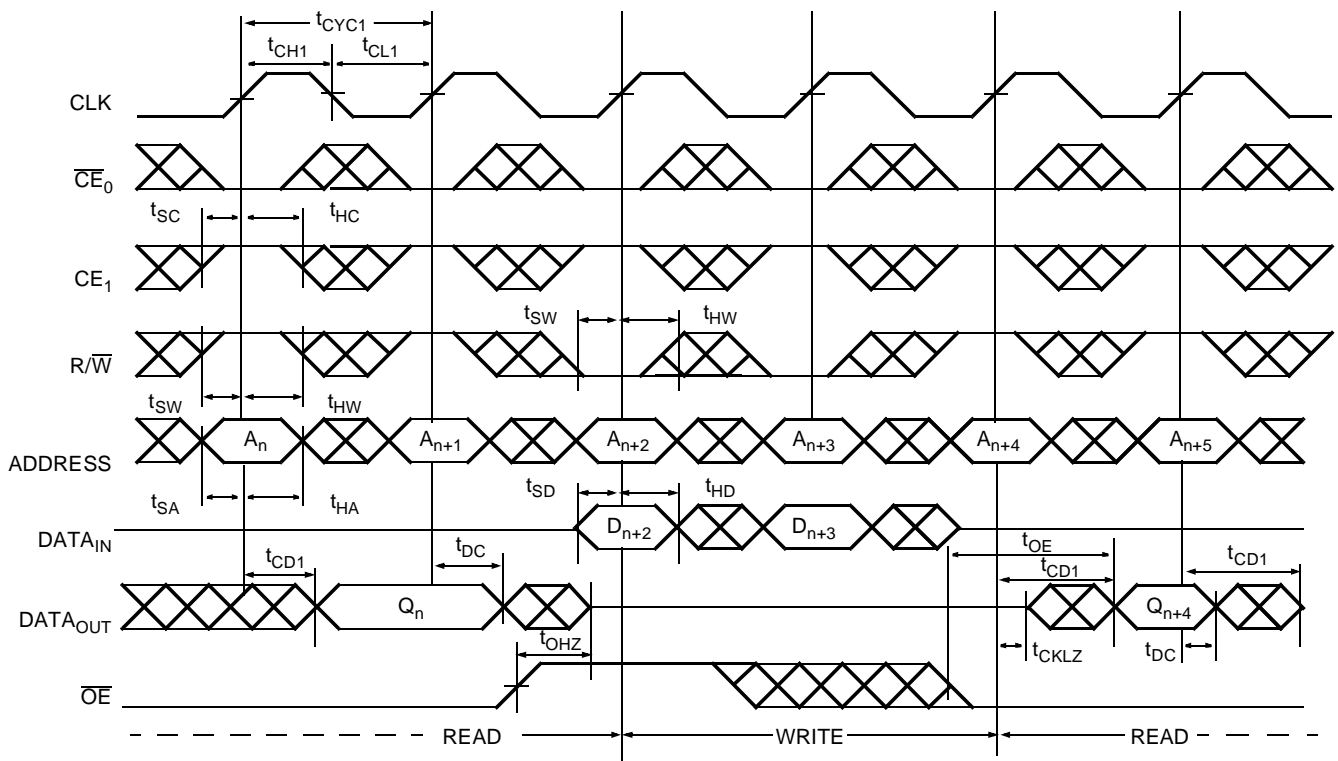 tCYC1
tCH1 tCL1
CLK
CE0
tSC tHC
CE1
tSW tHW
R/W
tSW tHW
An An+1 An+2 An+3 An+4 An+5
ADDRESS
tSA tHA tSD tHD
Dn+2 Dn+3
DATAIN
tCD1 tDC tOE tCD1 tCD1
Qn Qn+4
DATAOUT
tOHZ tCKLZ tDC
OE
READ WRITE READ